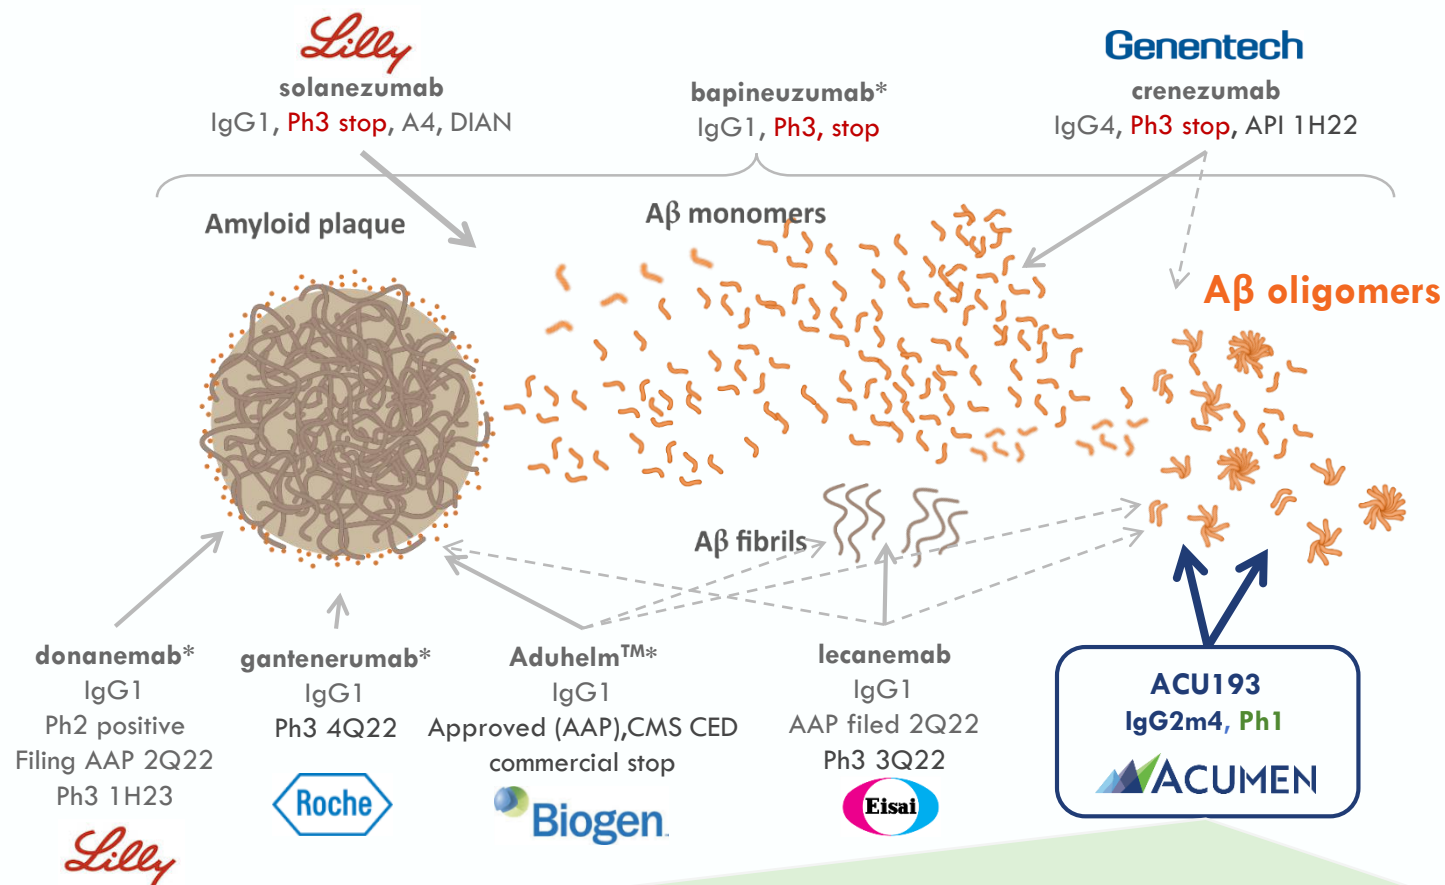 Lilly
solanezumab
IgG1, Ph3 stop, A4, DIAN
bapineuzumab*
IgG1, Ph3, stop
Genentech
crenezumab
IgG4, Ph3 stop, API 1H22
Amyloid plaque
Aβ monomers
Aβ oligomers
Aβ fibrils
donanemab*
IgG1
Ph2 positive
Filing AAP 2Q22
Ph3 1H23
Lilly
gantenerumab*
IgG1
Ph3 4Q22
Roche
Aduhelm™*
IgG1
Approved (AAP),CMS CED
commercial stop
Biogen
lecanemab
IgG1
AAP filed 2Q22
Ph3 3Q22
Eisai
ACU193
IgG2m4, Ph1
ACUMEN